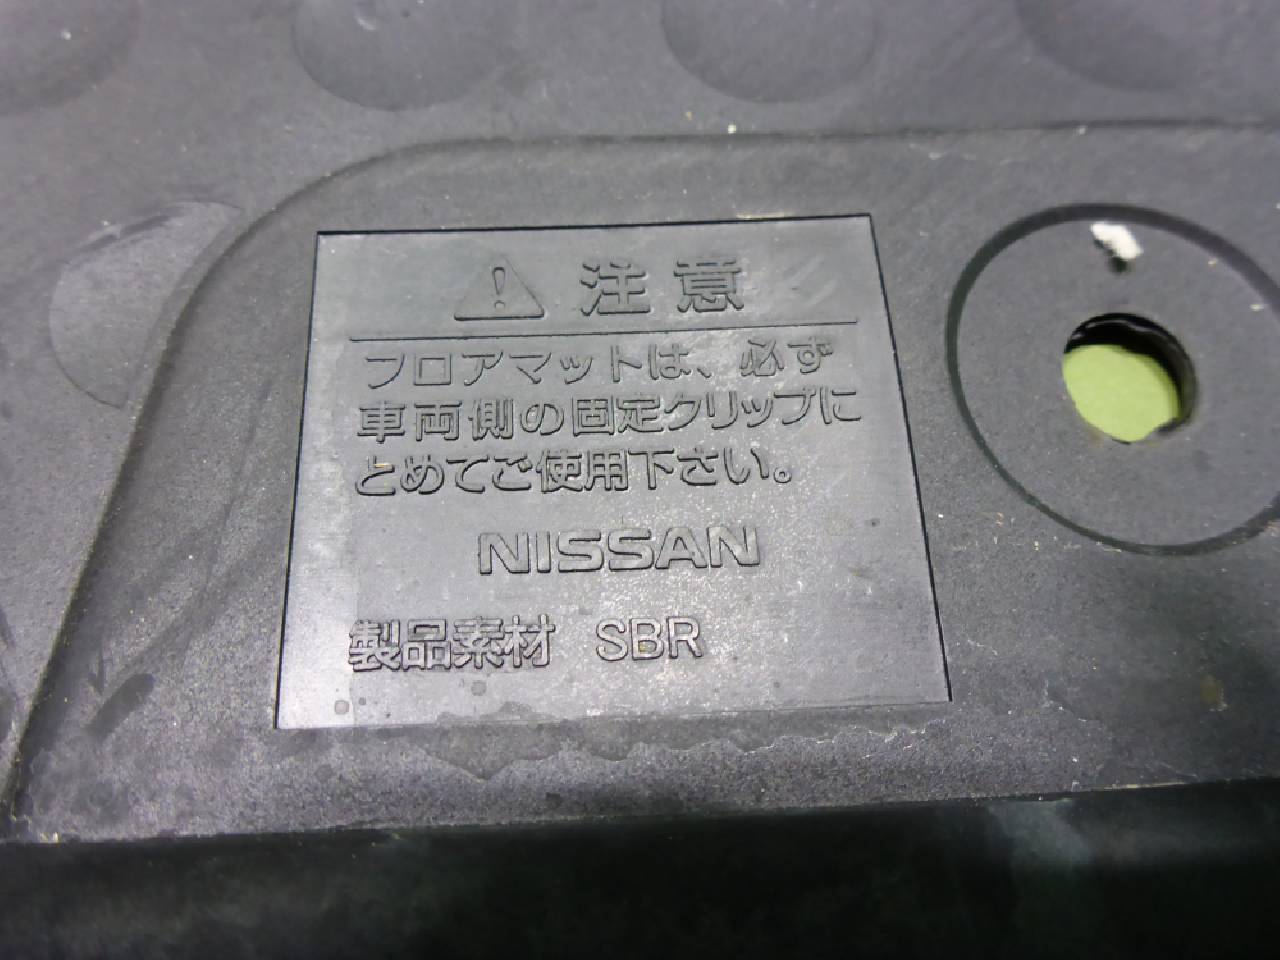 注意
フロアマットは、必ず
車両側の固定クリップに
とめてご使用下さい。
NISSAN
製品素材 SBR